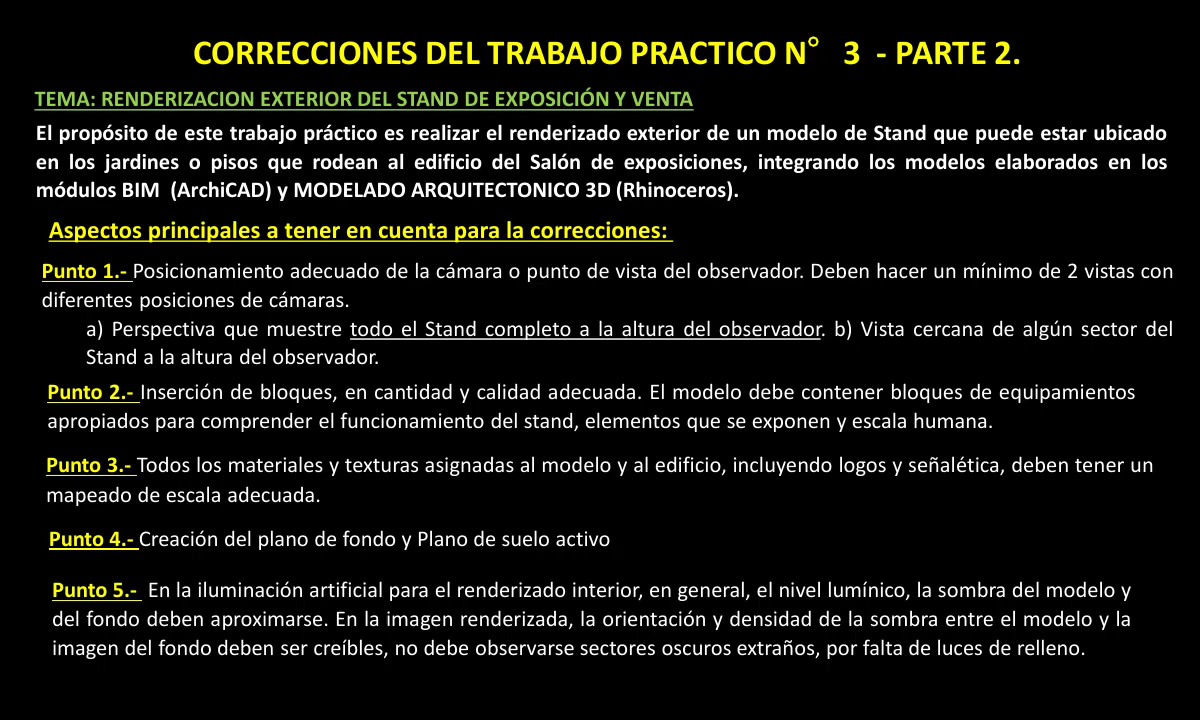 CORRECCIONES DEL TRABAJO PRACTICO N° 3 - PARTE 2.
TEMA: RENDERIZACION EXTERIOR DEL STAND DE EXPOSICIÓN Y VENTA
El propósito de este trabajo práctico es realizar el renderizado exterior de un modelo de Stand que puede estar ubicado
en los jardines o pisos que rodean al edificio del Salón de exposiciones, integrando los modelos elaborados en los
módulos BIM (ArchiCAD) y MODELADO ARQUITECTONICO 3D (Rhinoceros).
Aspectos principales a tener en cuenta para la correcciones:
Punto 1.- Posicionamiento adecuado de la cámara o punto de vista del observador. Deben hacer un mínimo de 2 vistas con
diferentes posiciones de cámaras.
a) Perspectiva que muestre todo el Stand completo a la altura del observador. b) Vista cercana de algún sector del
Stand a la altura del observador.
Punto 2.- Inserción de bloques, en cantidad y calidad adecuada. El modelo debe contener bloques de equipamientos
apropiados para comprender el funcionamiento del stand, elementos que se exponen y escala humana.
Punto 3.- Todos los materiales y texturas asignadas al modelo y al edificio, incluyendo logos y señalética, deben tener un
mapeado de escala adecuada.
Punto 4.- Creación del plano de fondo y Plano de suelo activo
Punto 5.- En la iluminación artificial para el renderizado interior, en general, el nivel lumínico, la sombra del modelo y
del fondo deben aproximarse. En la imagen renderizada, la orientación y densidad de la sombra entre el modelo y la
imagen del fondo deben ser creíbles, no debe observarse sectores oscuros extraños, por falta de luces de relleno.